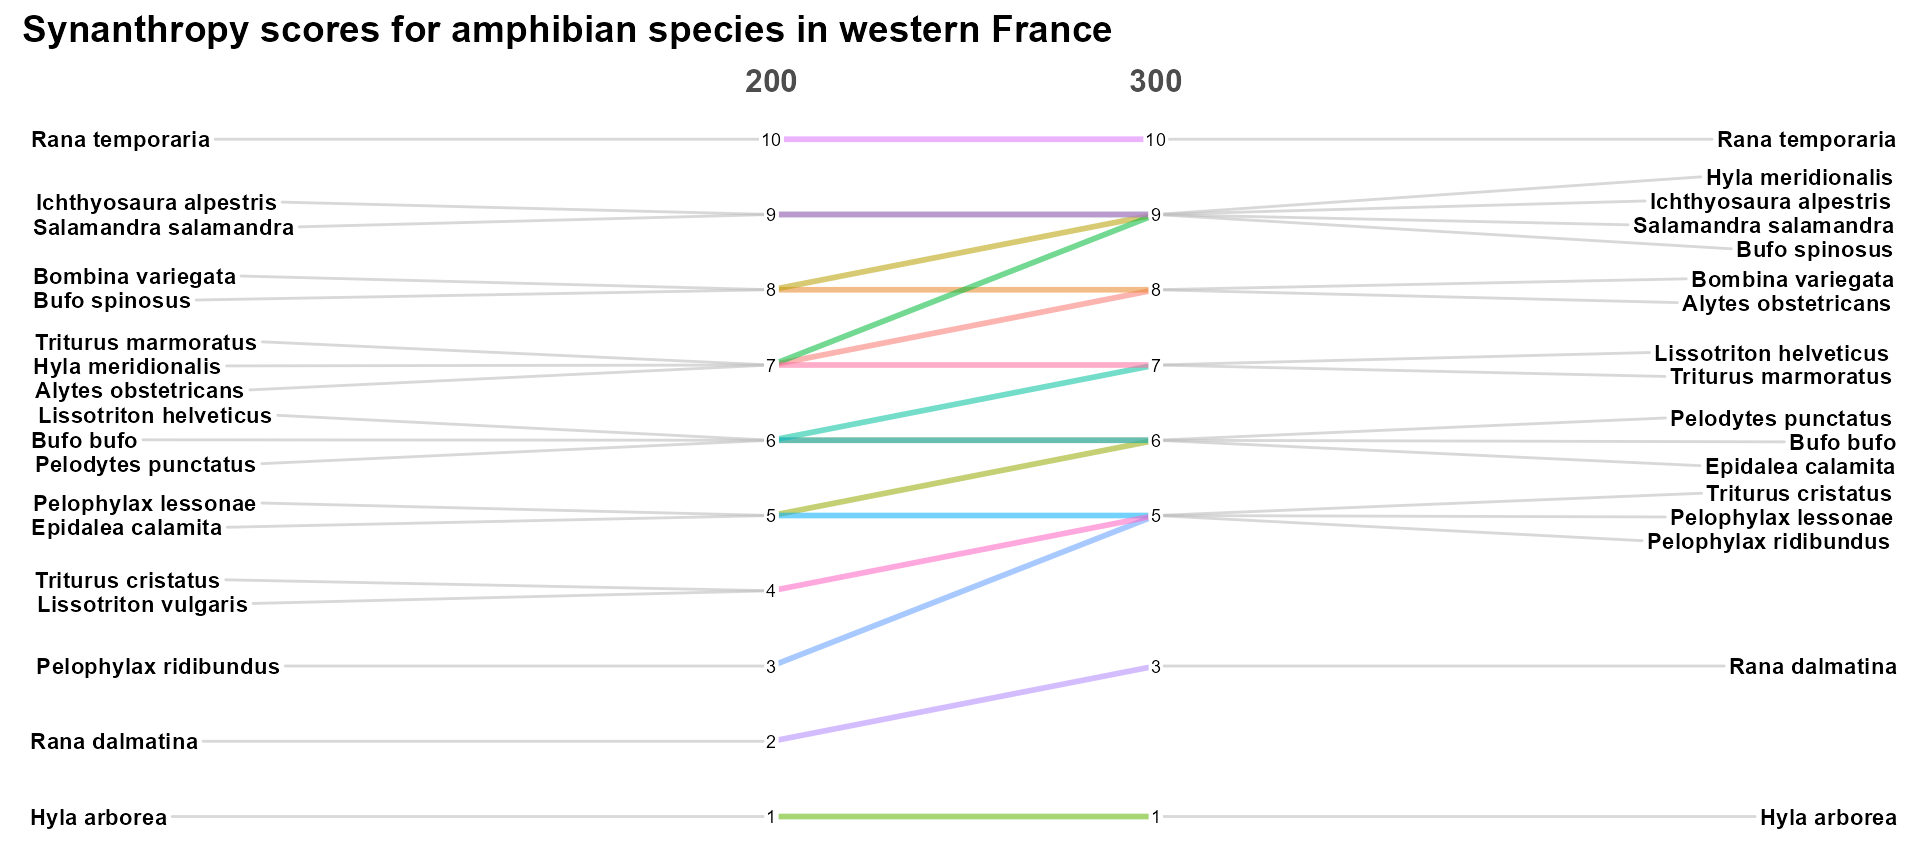 Synanthropy scores for amphibian species in western France
200 300
Rana temporaria 10 10 Rana temporaria
Hyla meridionalis
Ichthyosaura alpestris Ichthyosaura alpestris
9 9
Salamandra salamandra Salamandra salamandra
Bufo spinosus
Bombina variegata Bombina variegata
8 8
Bufo spinosus Alytes obstetricans
Triturus marmoratus Lissotriton helveticus
Hyla meridionalis 7 7
Triturus marmoratus
Alytes obstetricans
Lissotriton helveticus Pelodytes punctatus
Bufo bufo 6 6 Bufo bufo
Pelodytes punctatus Epidalea calamita
Pelophylax lessonae Triturus cristatus
5 5 Pelophylax lessonae
Epidalea calamita
Pelophylax ridibundus
Triturus cristatus
4
Lissotriton vulgaris
Pelophylax ridibundus 3 3 Rana dalmatina
Rana dalmatina 2
Hyla arborea 1 1 Hyla arborea